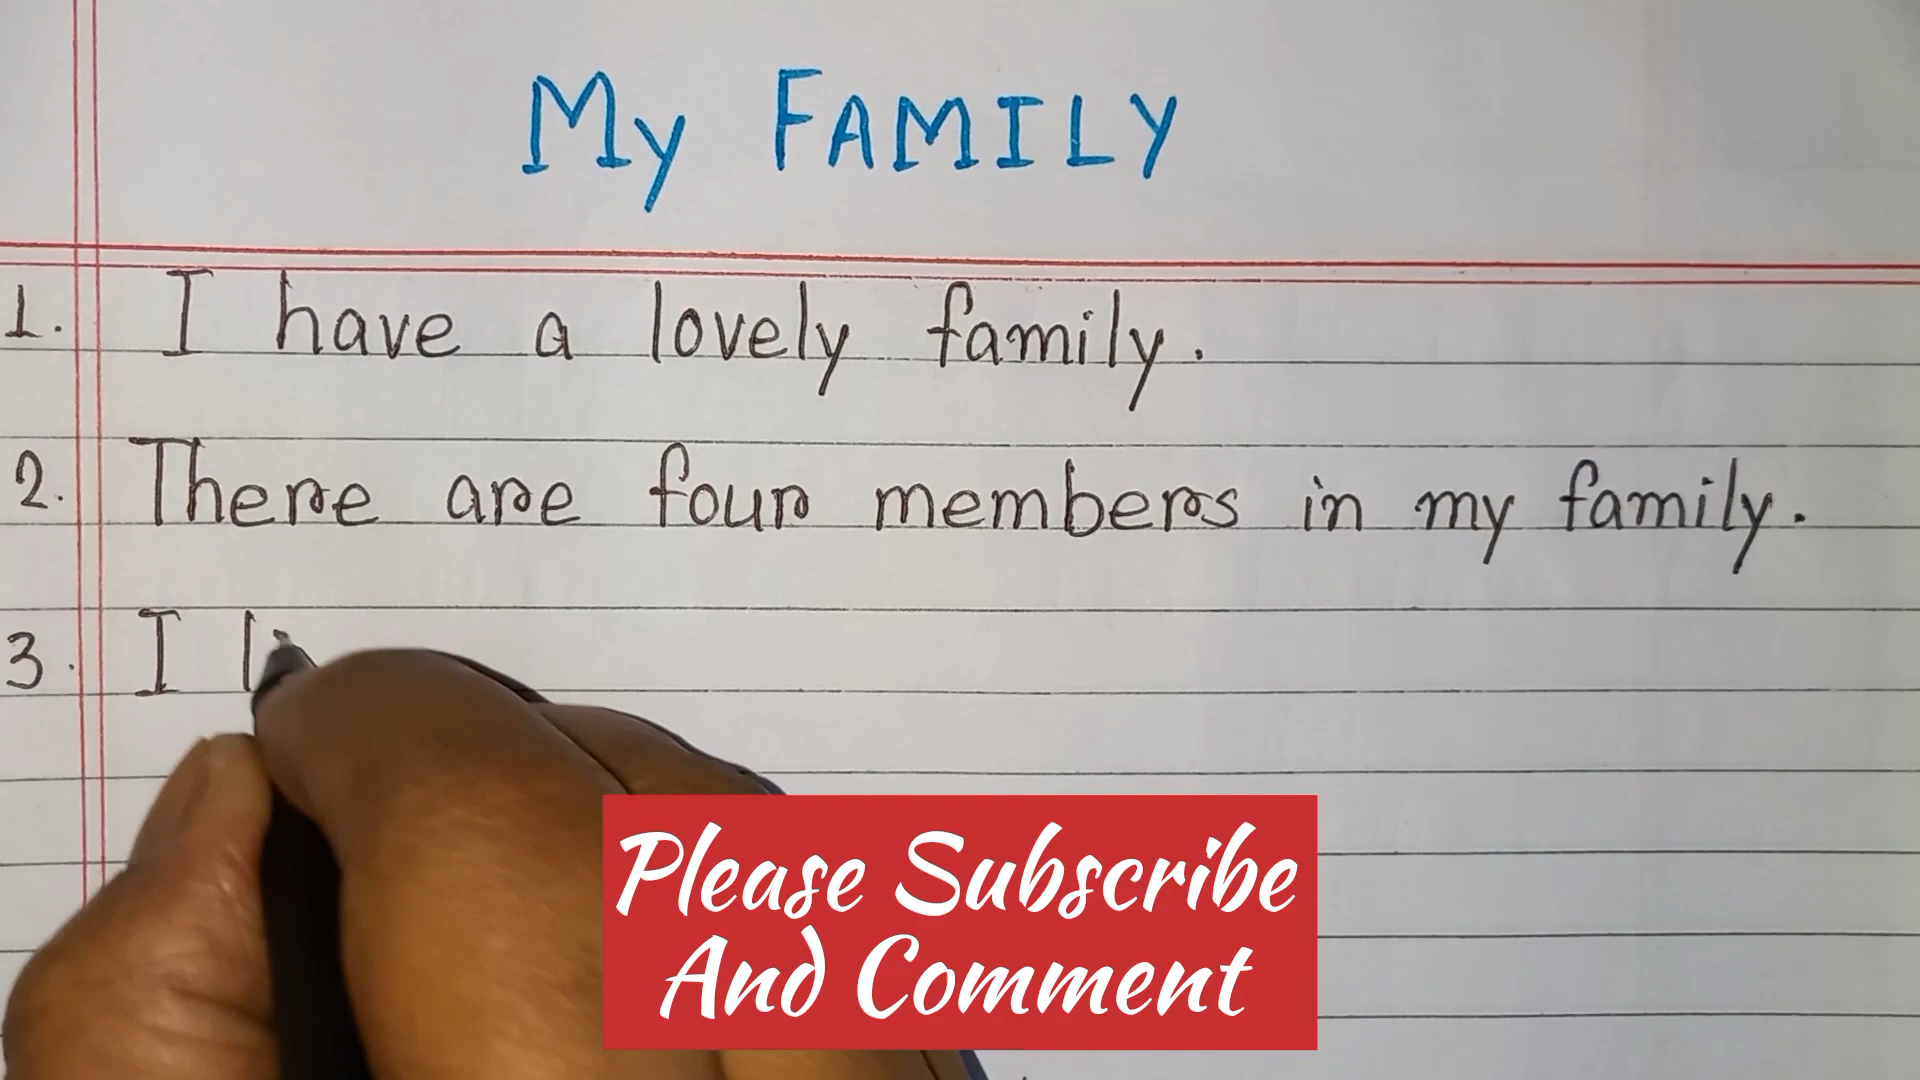 My FAMILY
1. I have a lovely family.
2. There are four members in my family.
3. I
Please Subscribe
And Comment